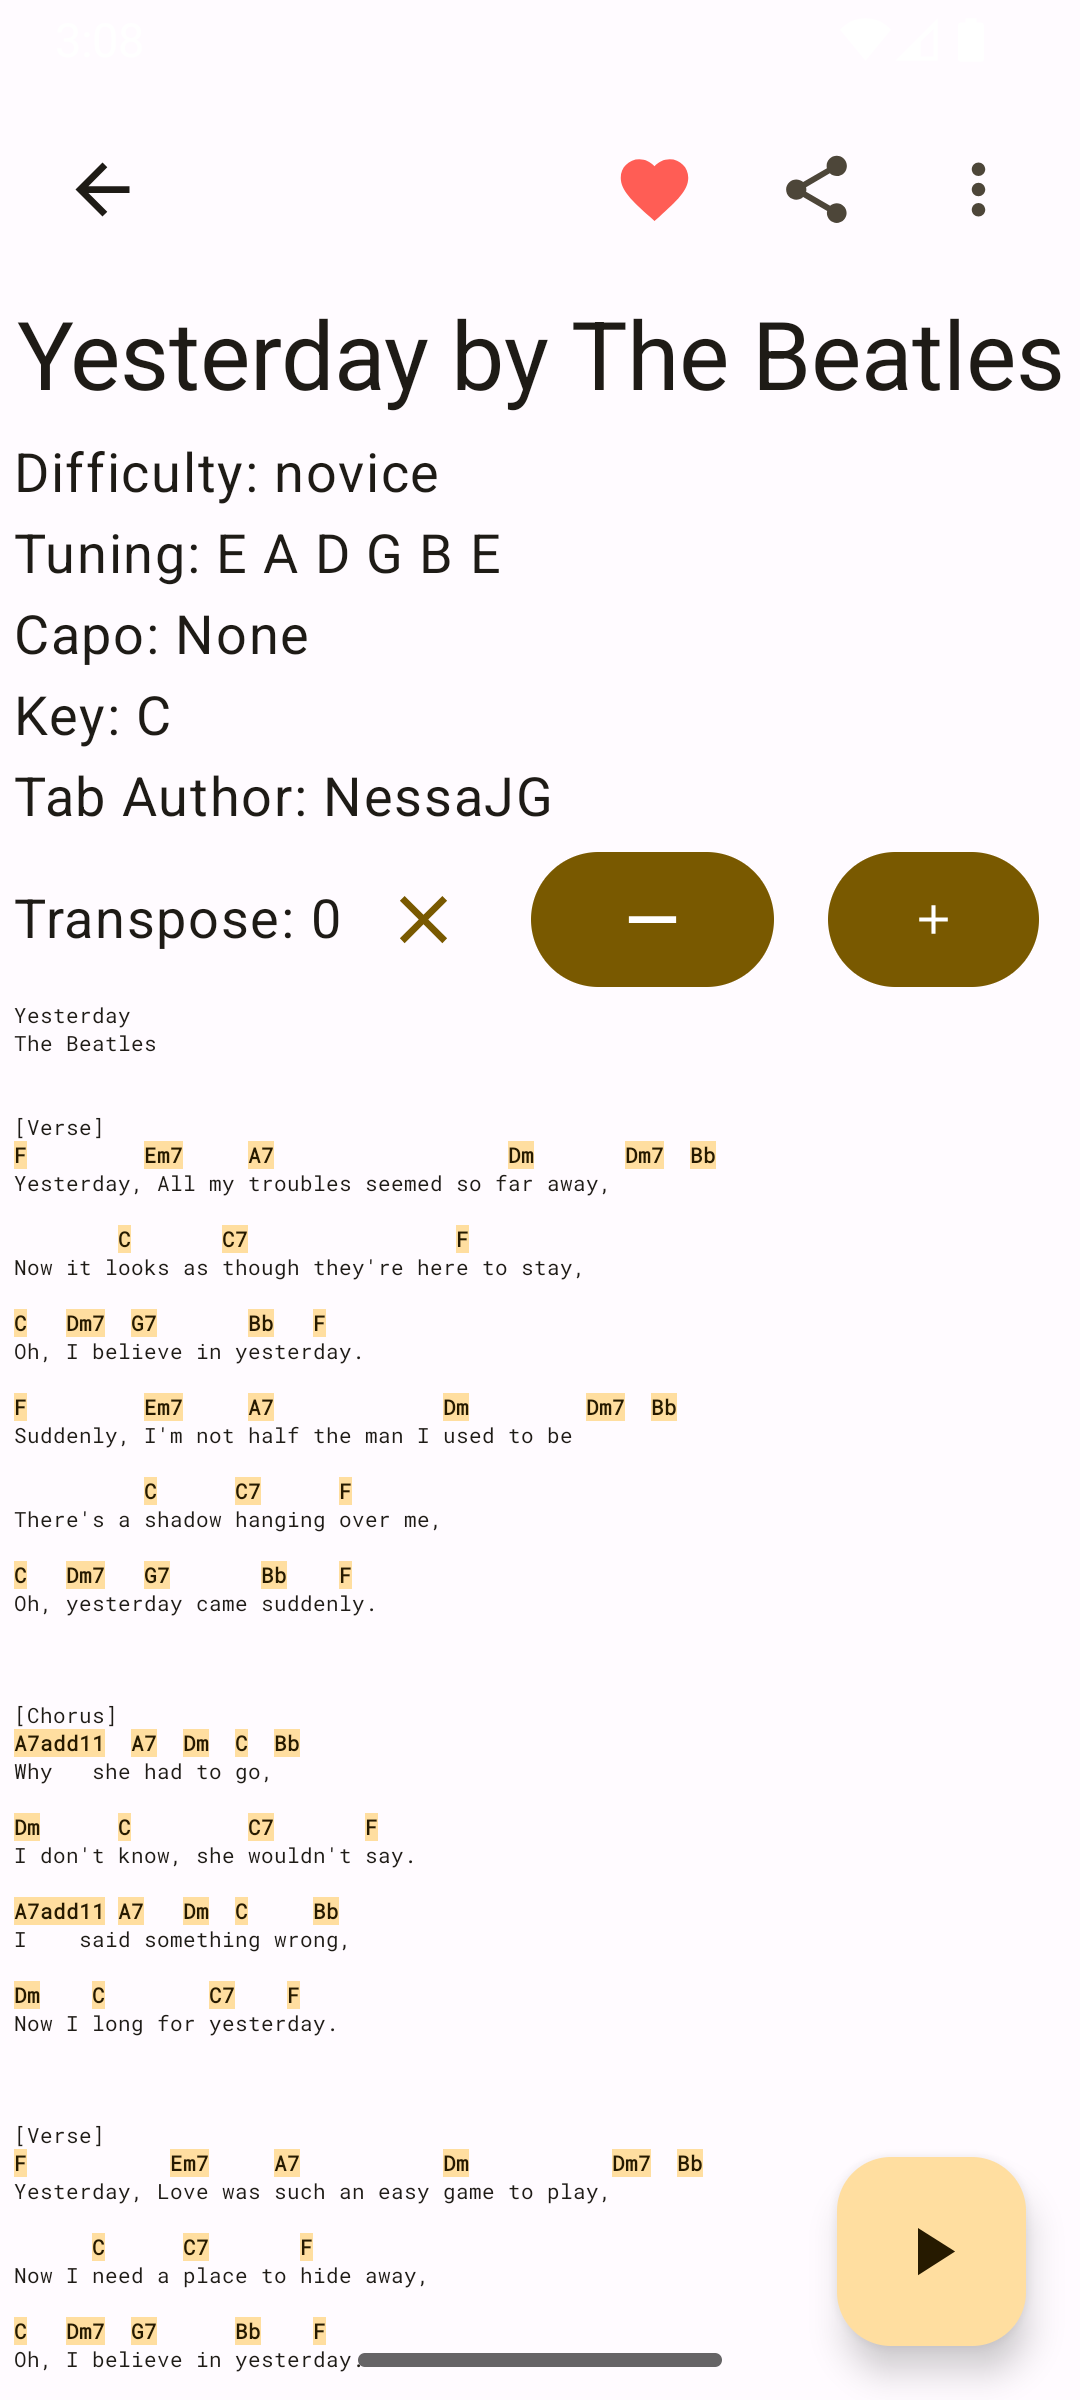 Yesterday by The Beatles
Difficulty: novice
Tuning: E A D G B E
Capo: None
Key: C
Tab Author: NessaJG
Transpose: 0
Yesterday
The Beatles
[Verse]
F         Em7     A7                  Dm       Dm7  Bb
Yesterday, All my troubles seemed so far away,
        C       C7                F
Now it looks as though they're here to stay,
C   Dm7  G7       Bb   F
Oh, I believe in yesterday.
F         Em7     A7             Dm         Dm7  Bb
Suddenly, I'm not half the man I used to be
          C      C7      F
There's a shadow hanging over me,
C   Dm7   G7       Bb    F
Oh, yesterday came suddenly.
[Chorus]
A7add11  A7  Dm  C  Bb
Why   she had to go,
Dm      C         C7       F
I don't know, she wouldn't say.
A7add11 A7   Dm  C     Bb
I    said something wrong,
Dm    C        C7    F
Now I long for yesterday.
[Verse]
F           Em7     A7           Dm           Dm7  Bb
Yesterday, Love was such an easy game to play,
      C      C7       F
Now I need a place to hide away,
C   Dm7  G7      Bb    F
Oh, I believe in yesterday.